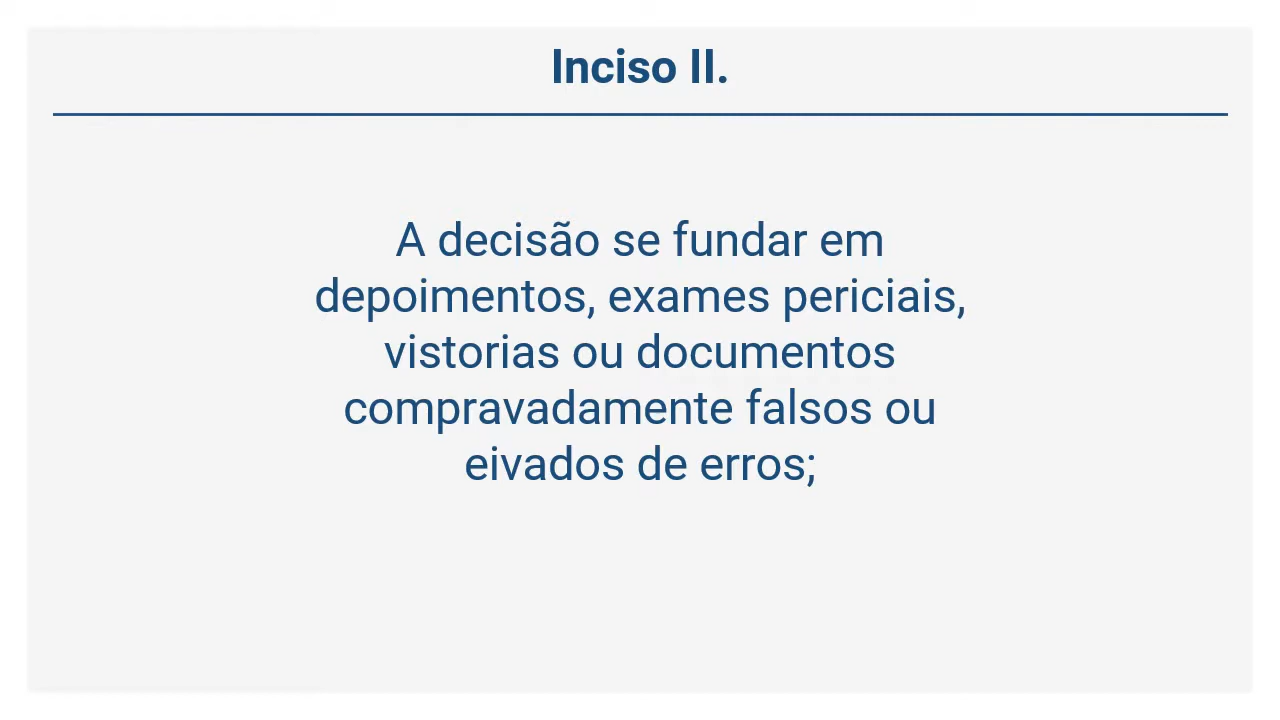 Inciso II.
A decisão se fundar em
depoimentos, exames periciais,
vistorias ou documentos
compravadamente falsos ou
eivados de erros;